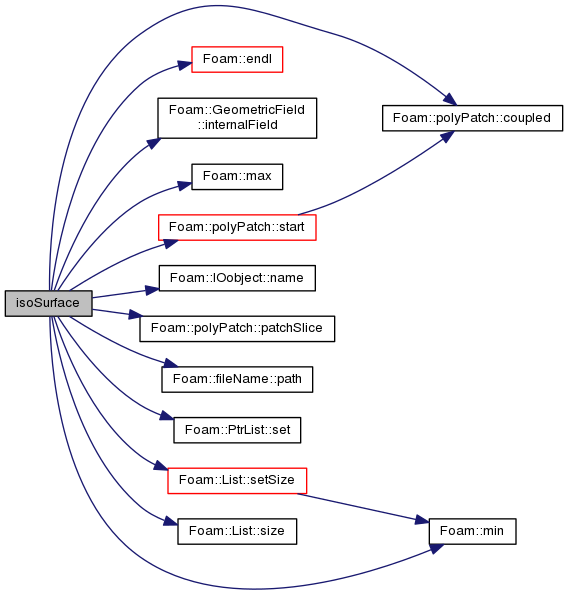 Foam::endl
Foam::GeometricField
::internalField
Foam::polyPatch::coupled
Foam::max
Foam::polyPatch::start
Foam::IOobject::name
isoSurface
Foam::polyPatch::patchSlice
Foam::fileName::path
Foam::PtrList::set
Foam::List::setSize
Foam::List::size
Foam::min